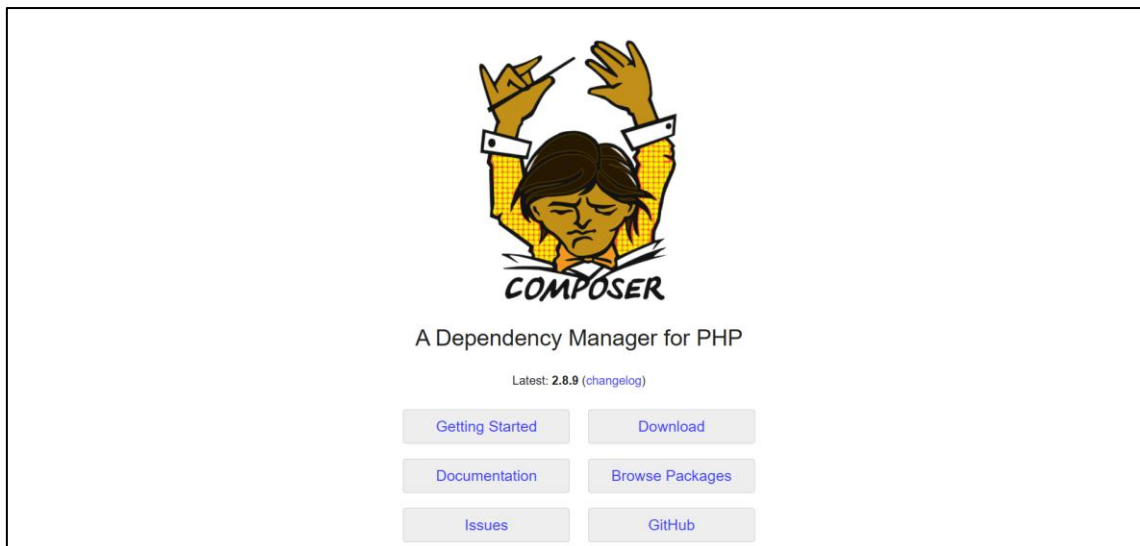 COMPOSER
A Dependency Manager for PHP
Latest: 2.8.9 (changelog)
Getting Started
Download
Documentation
Browse Packages
Issues
GitHub